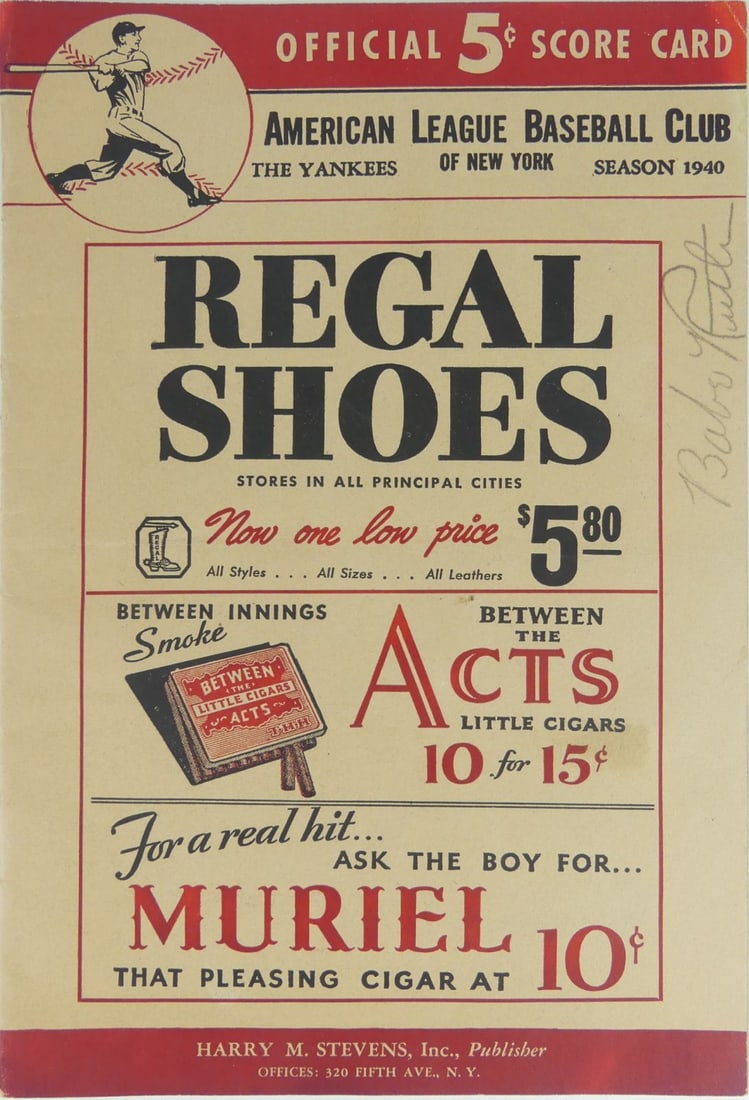 OFFICIAL 5¢ SCORE CARD
AMERICAN LEAGUE BASEBALL CLUB
THE YANKEES OF NEW YORK SEASON 1940
Babe Ruth
REGAL
SHOES
STORES IN ALL PRINCIPAL CITIES
REGAL
Now one low price $5.80
All Styles . . . All Sizes . . . All Leathers
BETWEEN INNINGS
Smoke
BETWEEN
THE
LITTLE CIGARS
ACTS
T.H.H
BETWEEN
THE
ACTS
LITTLE CIGARS
10 for 15¢
For a real hit...
ASK THE BOY FOR...
MURIEL
THAT PLEASING CIGAR AT 10¢
HARRY M. STEVENS, Inc., Publisher
OFFICES: 320 FIFTH AVE., N. Y.